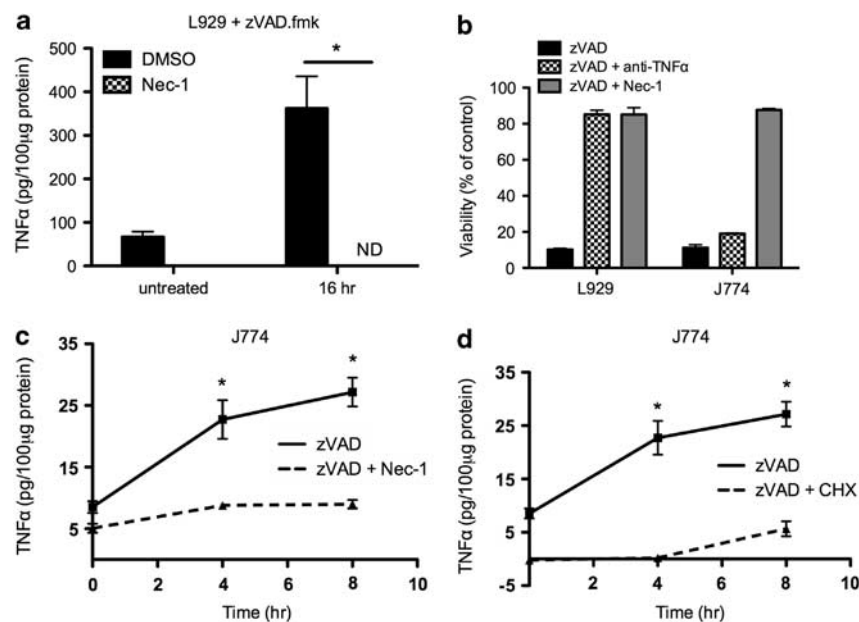 a
L929 + zVAD.fmk
TNFα (pg/100µg protein)
500
400
300
200
100
0
DMSO
Nec-1
*
ND
untreated
16 hr
b
zVAD
zVAD + anti-TNFα
zVAD + Nec-1
Viability (% of control)
100
80
60
40
20
0
L929
J774
c
J774
TNFα (pg/100µg protein)
35
25
15
5
*
*
zVAD
zVAD + Nec-1
0
2
4
6
8
10
Time (hr)
d
J774
TNFα (pg/100µg protein)
35
25
15
5
-5
*
*
zVAD
zVAD + CHX
2
4
6
8
10
Time (hr)